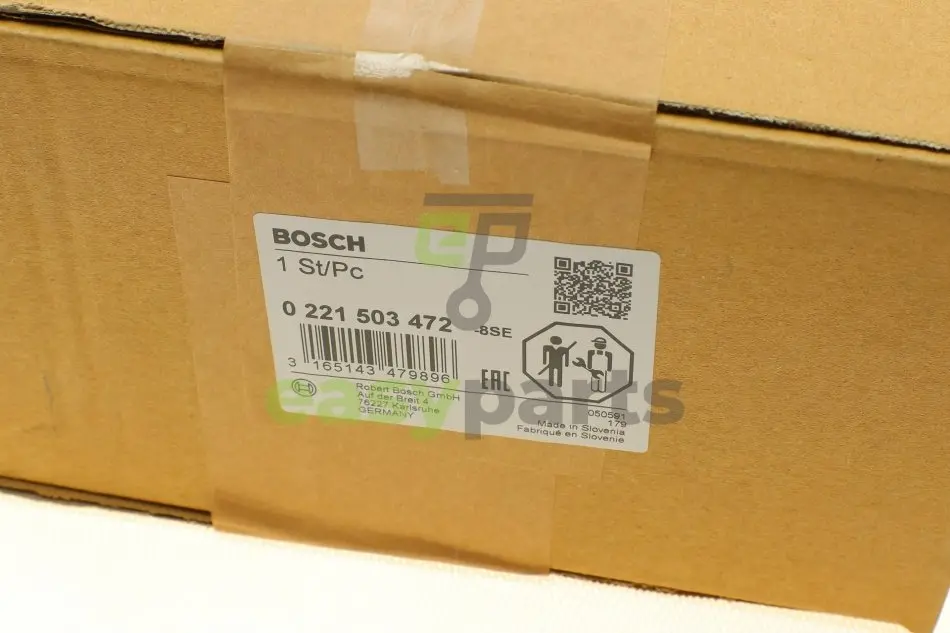 BOSCH
1 St/Pc
0 221 503 472 -8SE
3 165143 479896
EAC
Robert Bosch GmbH
Auf der Breit 4
76227 Karlsruhe
GERMANY
050591
179
Made in Slovenia
Fabriqué en Slovenie
ep
easyparts